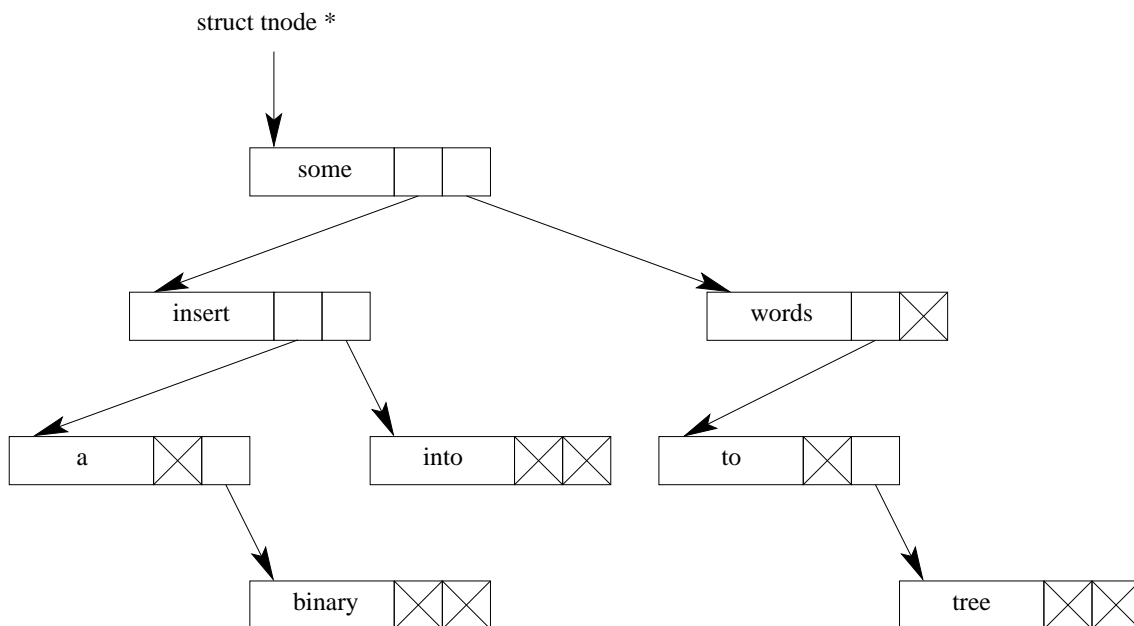 struct tnode *
some
insert
words
a
into
to
binary
tree